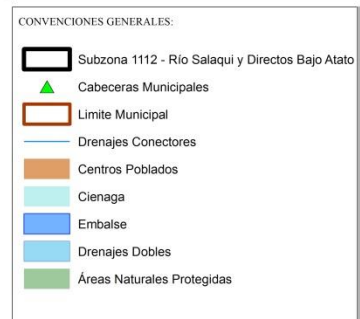 CONVENCIONES GENERALES:
Subzona 1112 - Río Salaqui y Directos Bajo Atato
Cabeceras Municipales
Limite Municipal
Drenajes Conectores
Centros Poblados
Cienaga
Embalse
Drenajes Dobles
Áreas Naturales Protegidas